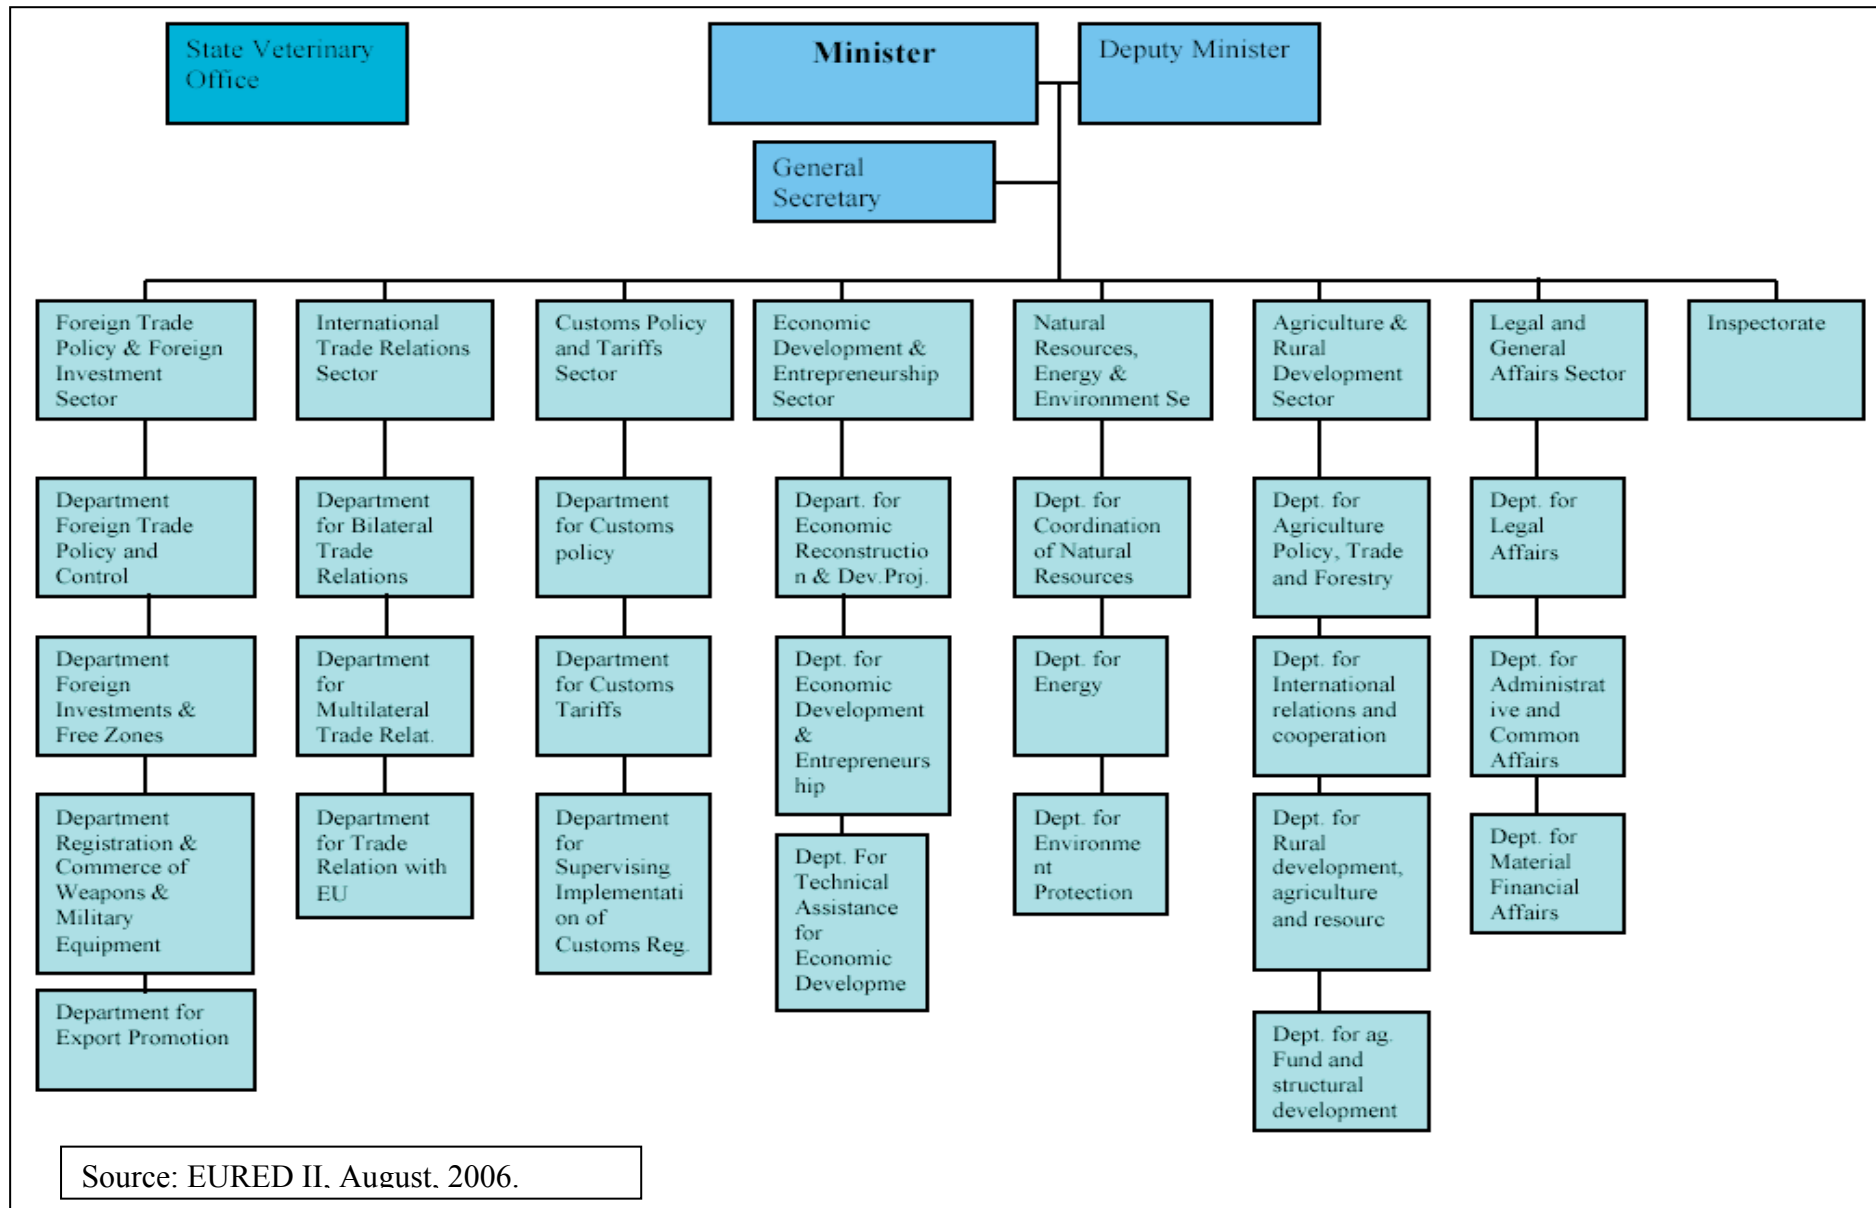 State Veterinary
Office
Minister
Deputy Minister
General
Secretary
Foreign Trade
Policy & Foreign
Investment
Sector
International
Trade Relations
Sector
Customs Policy
and Tariffs
Sector
Economic
Development &
Entrepreneurship
Sector
Natural
Resources,
Energy &
Environment Se
Agriculture &
Rural
Development
Sector
Legal and
General
Affairs Sector
Inspectorate
Department
Foreign Trade
Policy and
Control
Department
for Bilateral
Trade
Relations
Department
for Customs
policy
Depart. for
Economic
Reconstructio
n & Dev.Proj.
Dept. for
Coordination
of Natural
Resources
Dept. for
Agriculture
Policy, Trade
and Forestry
Dept. for
Legal
Affairs
Department
Foreign
Investments &
Free Zones
Department
for
Multilateral
Trade Relat.
Department
for Customs
Tariffs
Dept. for
Economic
Development
&
Entrepreneurs
hip
Dept. for
Energy
Dept. for
International
relations and
cooperation
Dept. for
Administrat
ive and
Common
Affairs
Department
Registration &
Commerce of
Weapons &
Military
Equipment
Department
for Trade
Relation with
EU
Department
for
Supervising
Implementati
on of
Customs Reg.
Dept. For
Technical
Assistance
for
Economic
Developme
Dept. for
Environme
nt
Protection
Dept. for
Rural
development,
agriculture
and resourc
Dept. for
Material
Financial
Affairs
Department for
Export Promotion
Dept. for ag.
Fund and
structural
development
Source: EURED II, August, 2006.